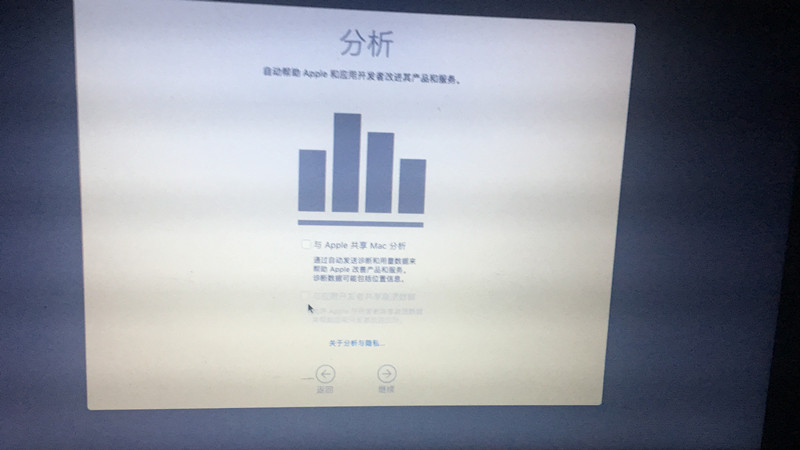 分析
自动帮助 Apple 和应用开发者改进其产品和服务。
与 Apple 共享 Mac 分析
通过自动发送诊断和用量数据来
帮助 Apple 改善产品和服务。
诊断数据可能包括位置信息。
关于分析与隐私...
返回
继续